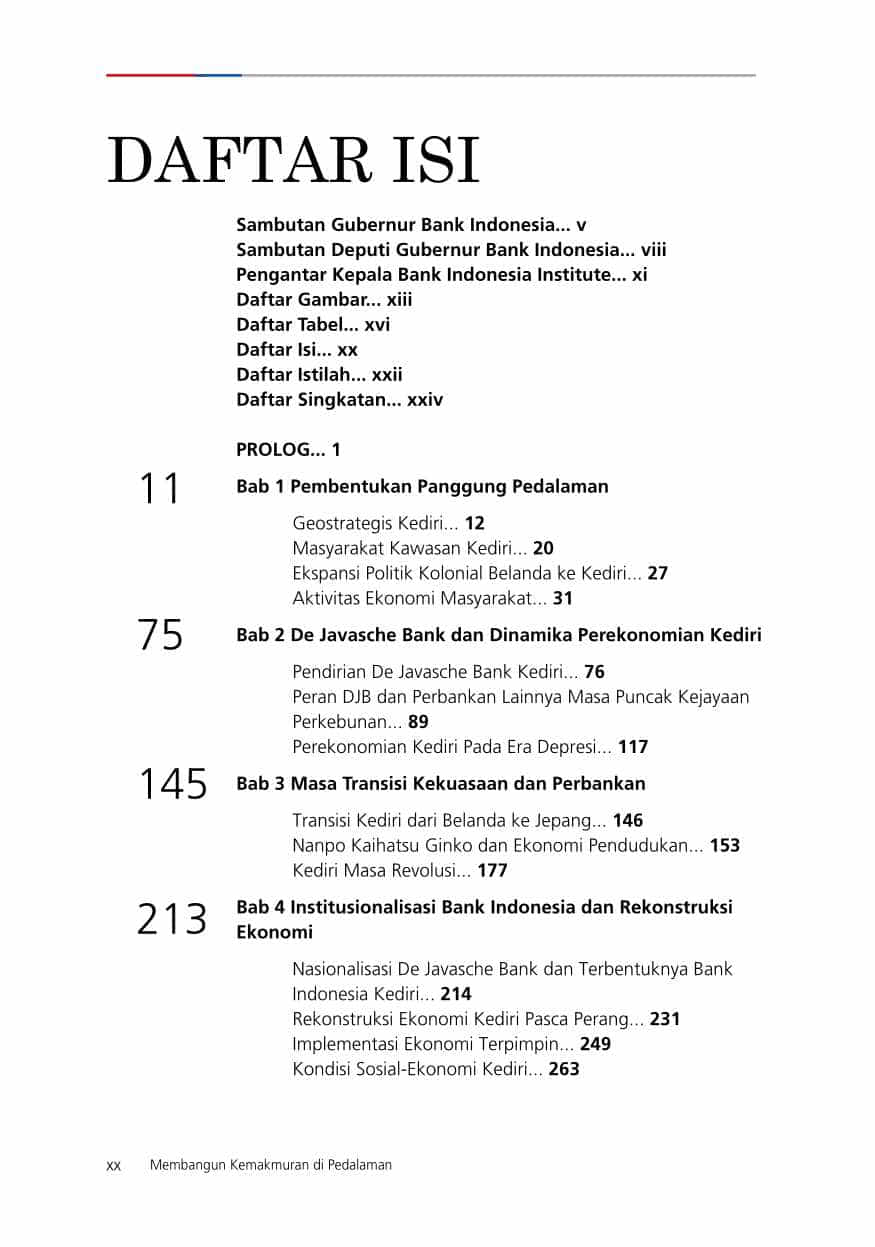 DAFTAR ISI
Sambutan Gubernur Bank Indonesia... v
Sambutan Deputi Gubernur Bank Indonesia... viii
Pengantar Kepala Bank Indonesia Institute... xi
Daftar Gambar... xiii
Daftar Tabel... xvi
Daftar Isi... xx
Daftar Istilah... xxii
Daftar Singkatan... xxiv
PROLOG... 1
11 Bab 1 Pembentukan Panggung Pedalaman
Geostrategis Kediri... 12
Masyarakat Kawasan Kediri... 20
Ekspansi Politik Kolonial Belanda ke Kediri... 27
Aktivitas Ekonomi Masyarakat... 31
75 Bab 2 De Javasche Bank dan Dinamika Perekonomian Kediri
Pendirian De Javasche Bank Kediri... 76
Peran DJB dan Perbankan Lainnya Masa Puncak Kejayaan
Perkebunan... 89
Perekonomian Kediri Pada Era Depresi... 117
145 Bab 3 Masa Transisi Kekuasaan dan Perbankan
Transisi Kediri dari Belanda ke Jepang... 146
Nanpo Kaihatsu Ginko dan Ekonomi Pendudukan... 153
Kediri Masa Revolusi... 177
213 Bab 4 Institusionalisasi Bank Indonesia dan Rekonstruksi
Ekonomi
Nasionalisasi De Javasche Bank dan Terbentuknya Bank
Indonesia Kediri... 214
Rekonstruksi Ekonomi Kediri Pasca Perang... 231
Implementasi Ekonomi Terpimpin... 249
Kondisi Sosial-Ekonomi Kediri... 263
xx Membangun Kemakmuran di Pedalaman